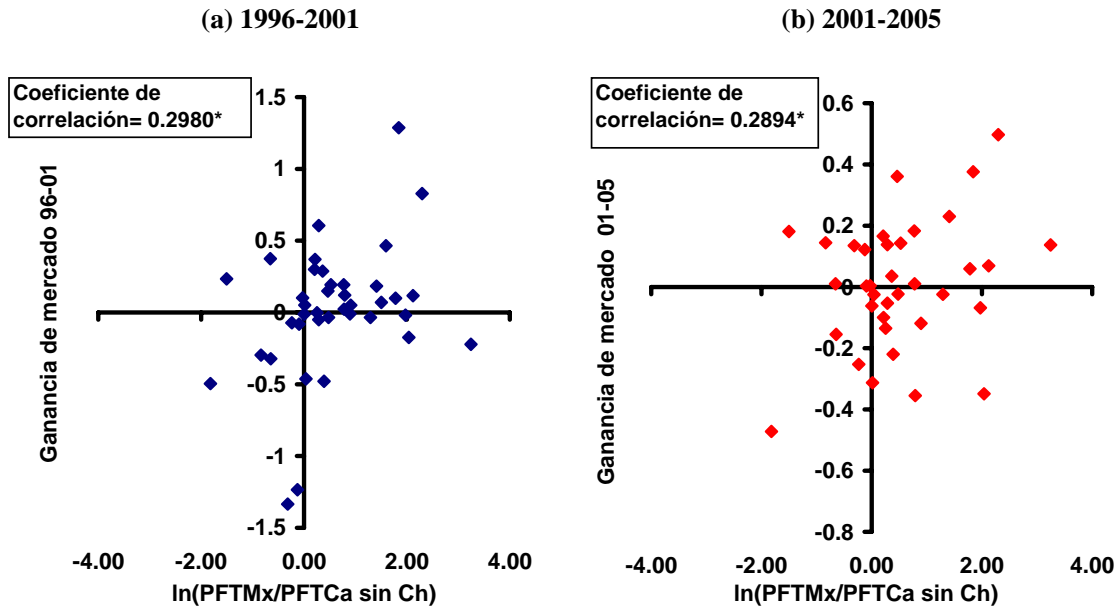 (a) 1996-2001
Coeficiente de
correlación= 0.2980*
Ganancia de mercado 96-01
1.5
1
0.5
0
-0.5
-1
-1.5
-4.00 -2.00 0.00 2.00 4.00
ln(PFTMx/PFTCa sin Ch)
(b) 2001-2005
Coeficiente de
correlación= 0.2894*
Ganancia de mercado 01-05
0.6
0.4
0.2
0
-0.2
-0.4
-0.6
-0.8
-4.00 -2.00 0.00 2.00 4.00
ln(PFTMx/PFTCa sin Ch)